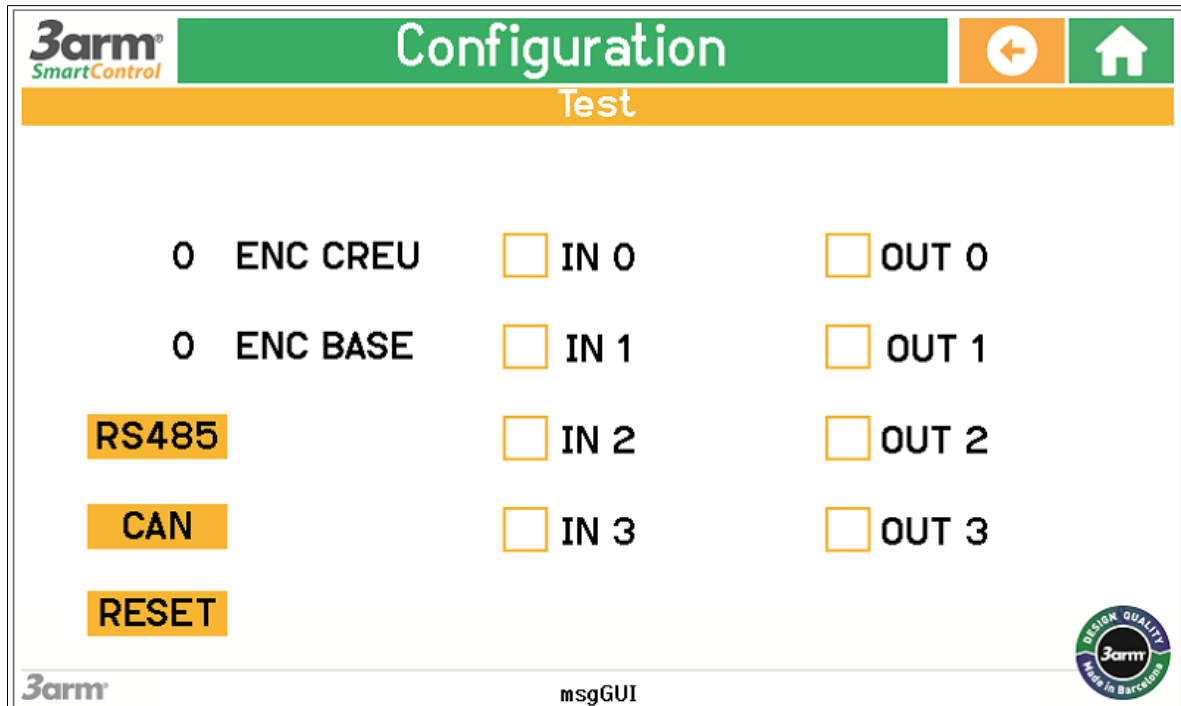 3arm®
SmartControl
Configuration
Test
0 ENC CREU IN 0 OUT 0
0 ENC BASE IN 1 OUT 1
RS485 IN 2 OUT 2
CAN IN 3 OUT 3
RESET
DESIGN QUALITY
3arm
Made in Barcelona
3arm®
msgGUI